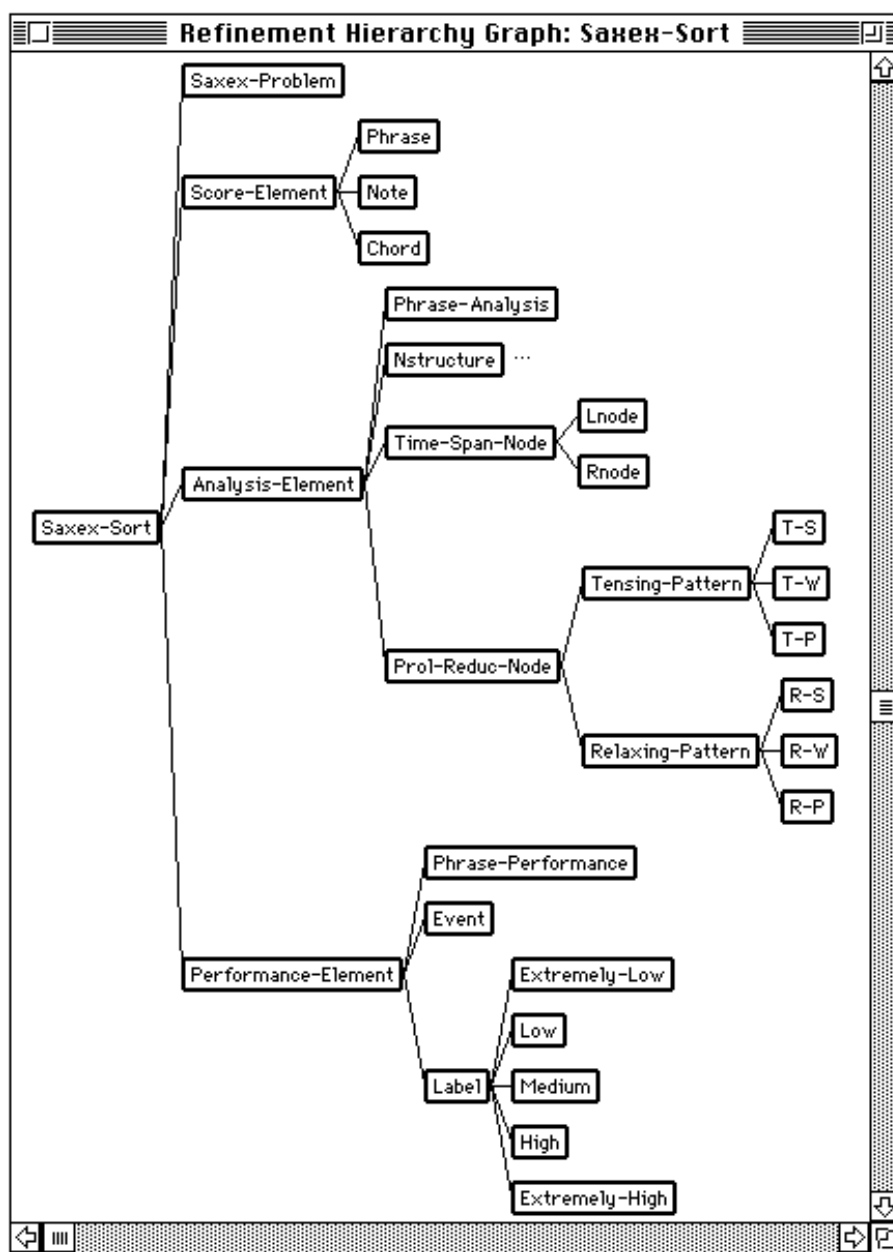 Refinement Hierarchy Graph: Saxex-Sort
Saxex-Problem
Phrase
Score-Element
Note
Chord
Phrase-Analysis
Nstructure ...
Lnode
Time-Span-Node
Rnode
Analysis-Element
Saxex-Sort
T-S
Tensing-Pattern
T-W
T-P
Prol-Reduc-Node
R-S
Relaxing-Pattern
R-W
R-P
Phrase-Performance
Event
Performance-Element
Extremely-Low
Low
Label
Medium
High
Extremely-High